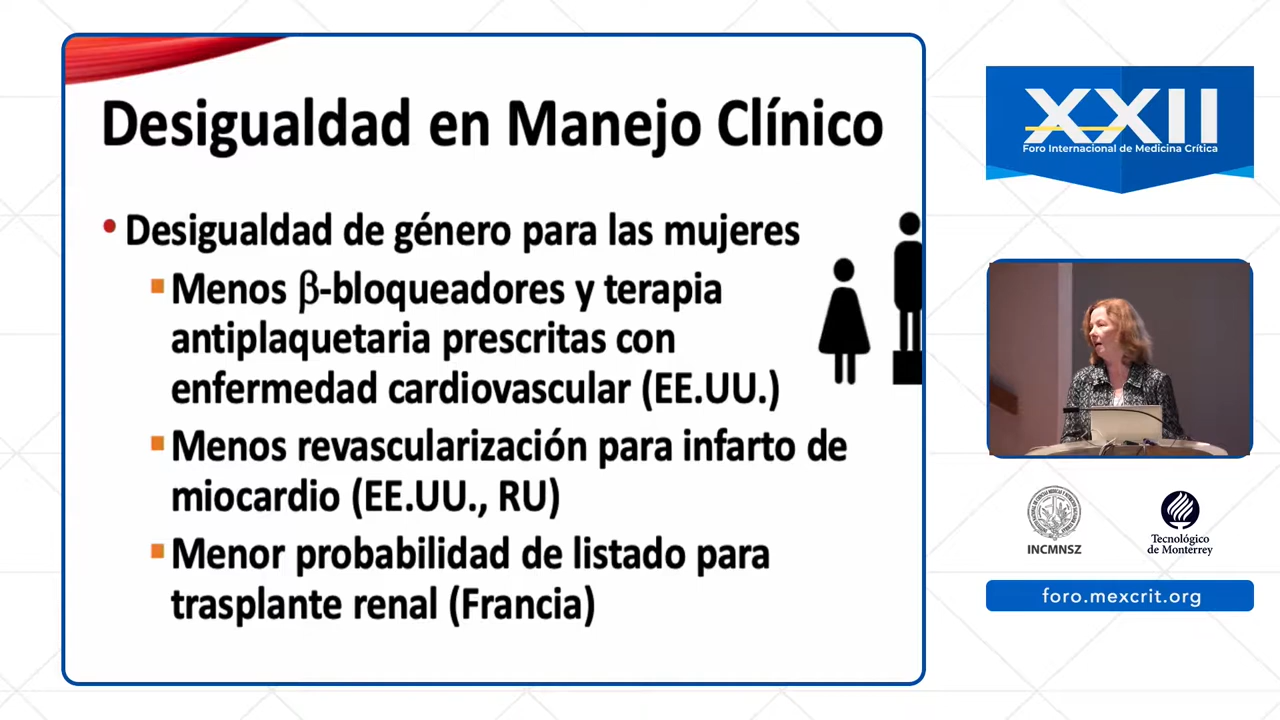 Desigualdad en Manejo Clínico
• Desigualdad de género para las mujeres
Menos β-bloqueadores y terapia
antiplaquetaria prescritas con
enfermedad cardiovascular (EE.UU.)
Menos revascularización para infarto de
miocardio (EE.UU., RU)
Menor probabilidad de listado para
trasplante renal (Francia)
XXII
Foro Internacional de Medicina Crítica
INCMNSZ
Tecnológico
de Monterrey
foro.mexcrit.org